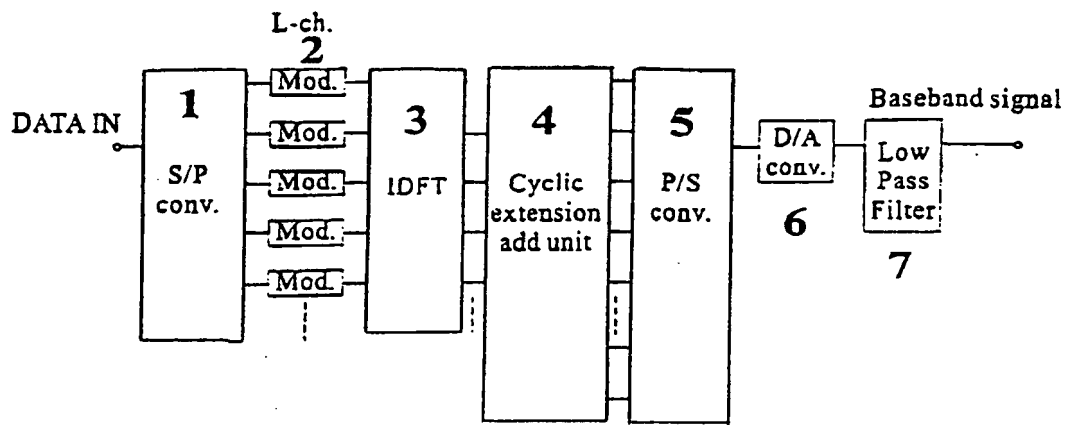 L-ch.
2
DATA IN
1
S/P
conv.
Mod.
Mod.
Mod.
Mod.
Mod.
3
IDFT
4
Cyclic
extension
add unit
5
P/S
conv.
D/A
conv.
6
Baseband signal
Low
Pass
Filter
7